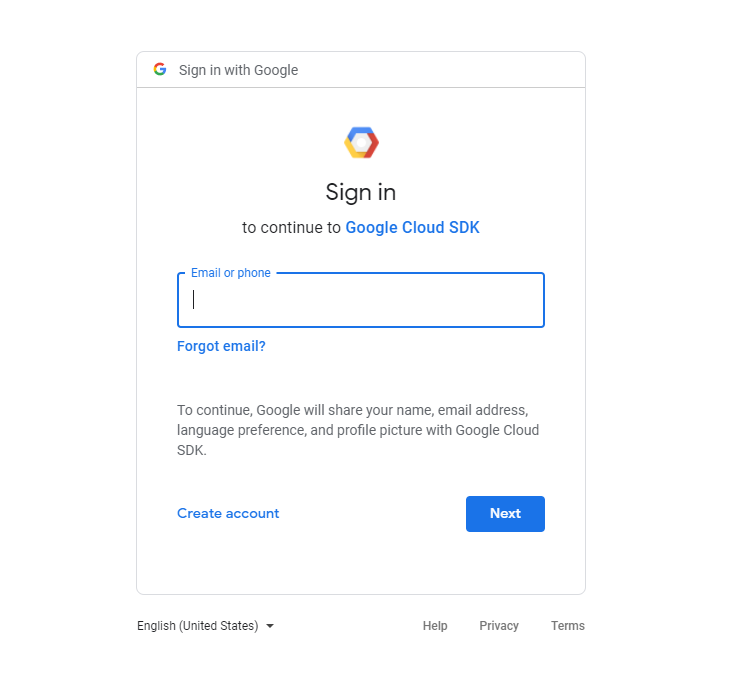 Sign in with Google
Sign in
to continue to Google Cloud SDK
Email or phone
Forgot email?
To continue, Google will share your name, email address,
language preference, and profile picture with Google Cloud
SDK.
Create account
Next
English (United States)
Help
Privacy
Terms